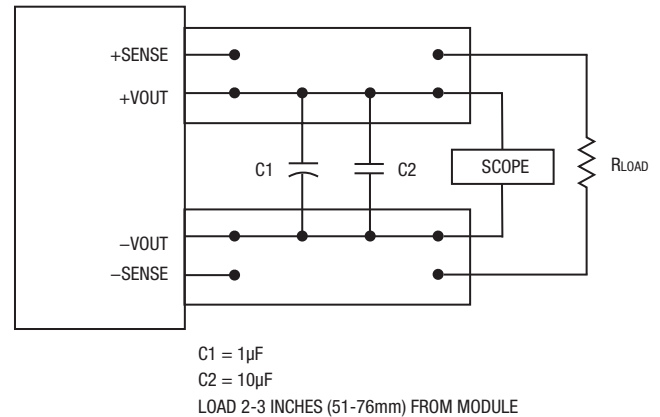 +SENSE
+VOUT
C1
C2
SCOPE
RLOAD
−VOUT
−SENSE
C1 = 1µF
C2 = 10µF
LOAD 2-3 INCHES (51-76mm) FROM MODULE